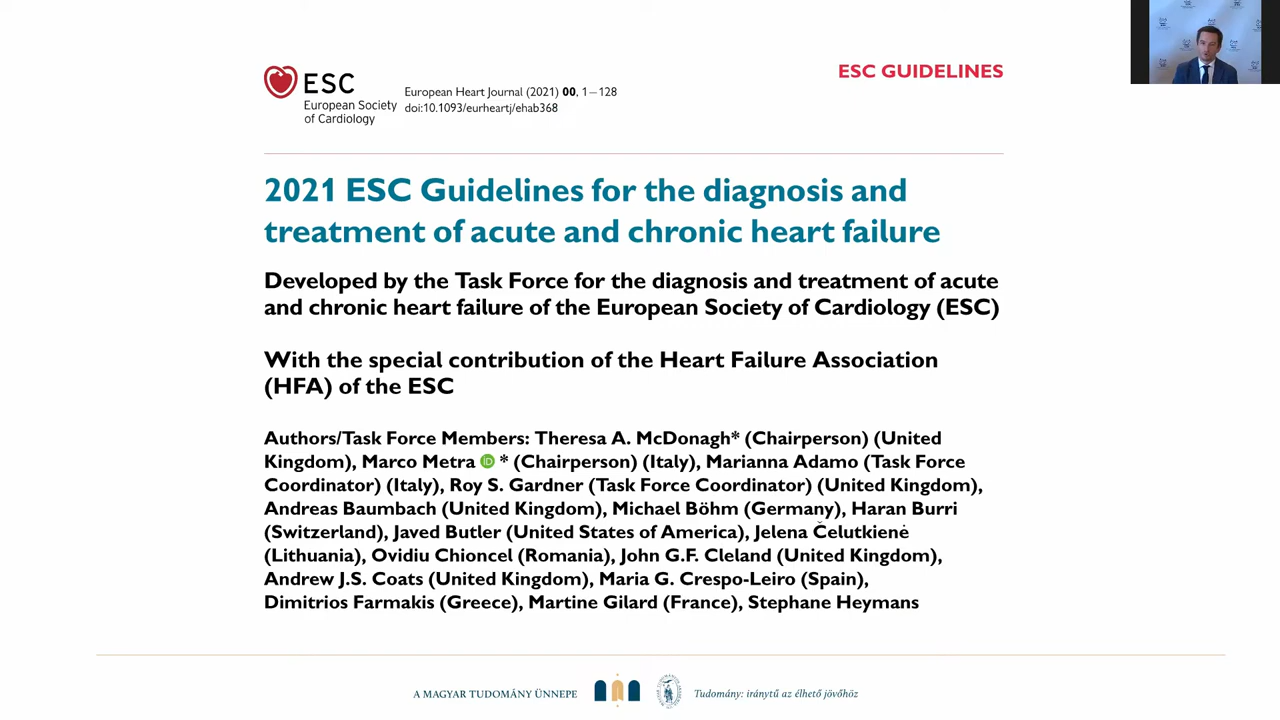 ESC
European Society
of Cardiology
European Heart Journal (2021) 00, 1–128
doi:10.1093/eurheartj/ehab368
ESC GUIDELINES
2021 ESC Guidelines for the diagnosis and
treatment of acute and chronic heart failure
Developed by the Task Force for the diagnosis and treatment of acute
and chronic heart failure of the European Society of Cardiology (ESC)
With the special contribution of the Heart Failure Association
(HFA) of the ESC
Authors/Task Force Members: Theresa A. McDonagh* (Chairperson) (United
Kingdom), Marco Metra iD * (Chairperson) (Italy), Marianna Adamo (Task Force
Coordinator) (Italy), Roy S. Gardner (Task Force Coordinator) (United Kingdom),
Andreas Baumbach (United Kingdom), Michael Böhm (Germany), Haran Burri
(Switzerland), Javed Butler (United States of America), Jelena Čelutkienė
(Lithuania), Ovidiu Chioncel (Romania), John G.F. Cleland (United Kingdom),
Andrew J.S. Coats (United Kingdom), Maria G. Crespo-Leiro (Spain),
Dimitrios Farmakis (Greece), Martine Gilard (France), Stephane Heymans
A MAGYAR TUDOMÁNY ÜNNEPE
Tudomány: iránytű az élhető jövőhöz